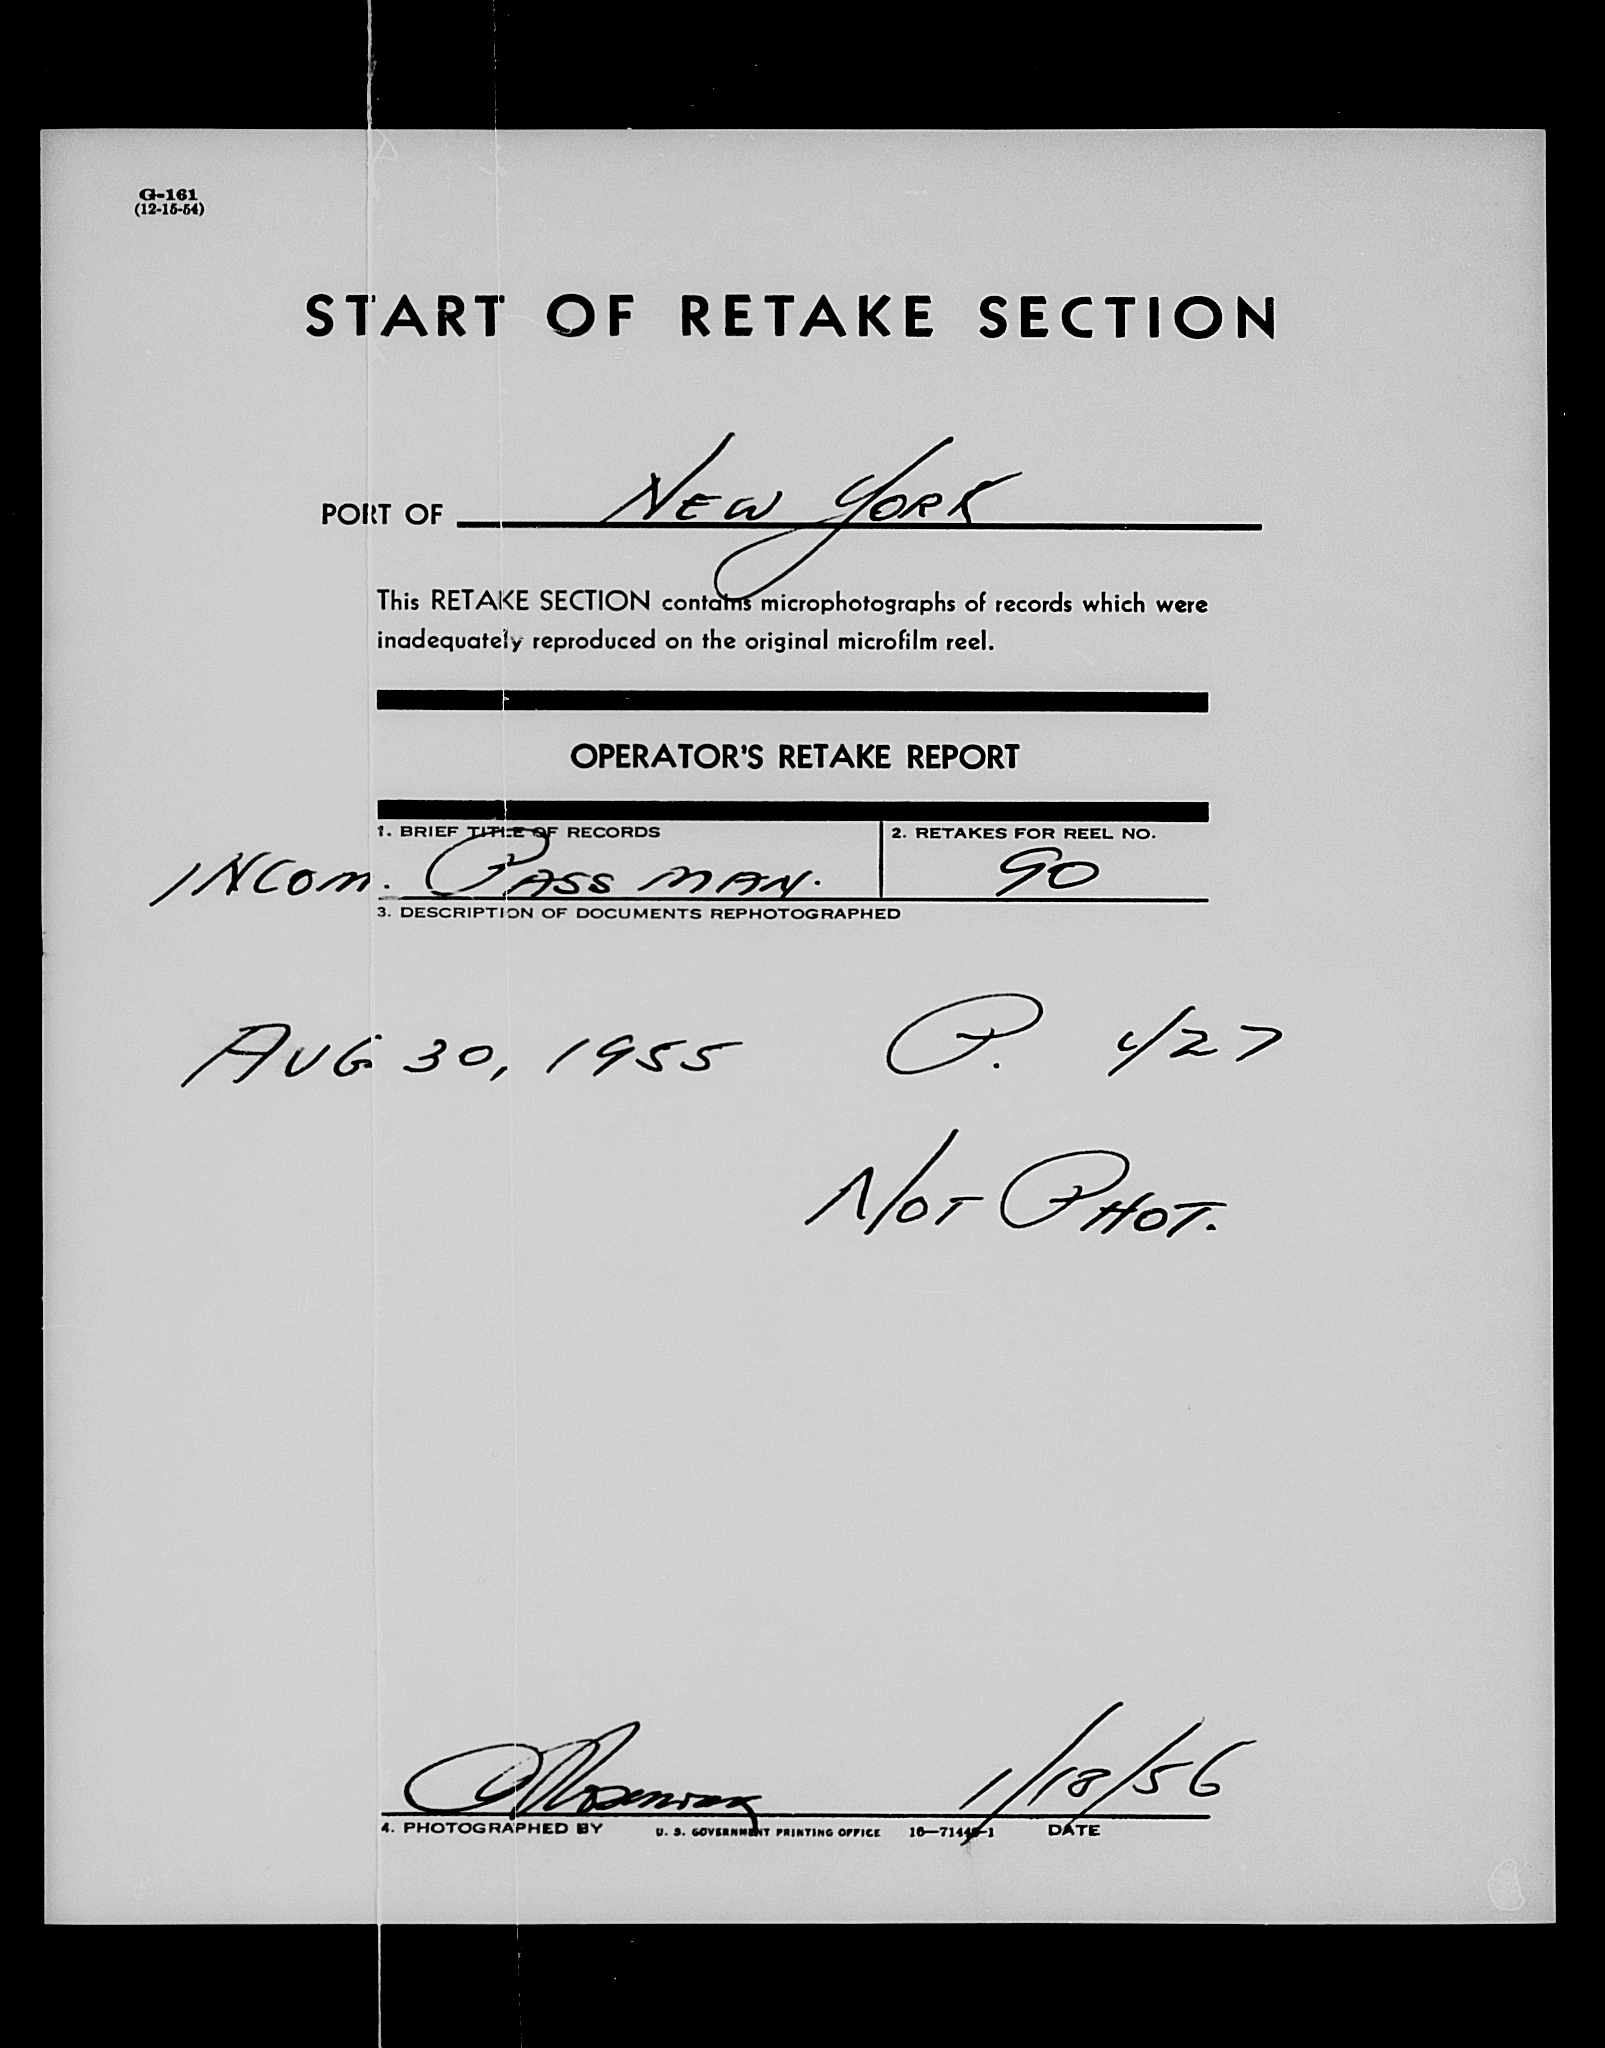 G-161
(12-15-54)
START OF RETAKE SECTION
PORT OF NEW YORK
This RETAKE SECTION contains microphotographs of records which were
inadequately reproduced on the original microfilm reel.
OPERATOR'S RETAKE REPORT
1. BRIEF TITLE OF RECORDS 2. RETAKES FOR REEL NO.
INCOM. PASS MAN. 90
3. DESCRIPTION OF DOCUMENTS REPHOTOGRAPHED
AUG 30, 1955 P. 427
NOT PHOT.
1/18/56
4. PHOTOGRAPHED BY U. S. GOVERNMENT PRINTING OFFICE DATE